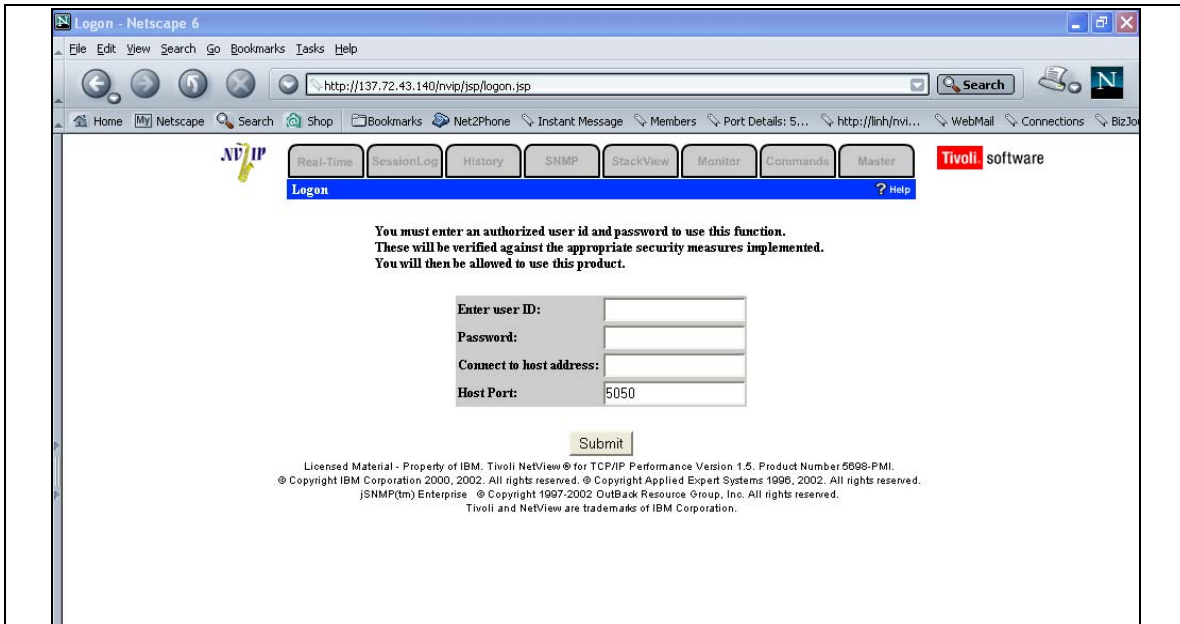 Logon - Netscape 6
File Edit View Search Go Bookmarks Tasks Help
http://137.72.43.140/nvip/jsp/logon.jsp
Search
N
Home My Netscape Search Shop Bookmarks Net2Phone Instant Message Members Port Details: 5... http://linh/nvi... WebMail Connections BizJo
NV IP
Real-Time SessionLog History SNMP StackView Monitor Commands Master
Tivoli software
Logon ? Help
You must enter an authorized user id and password to use this function.
These will be verified against the appropriate security measures implemented.
You will then be allowed to use this product.
Enter user ID:
Password:
Connect to host address:
Host Port: 5050
Submit
Licensed Material - Property of IBM. Tivoli NetView ® for TCP/IP Performance Version 1.5. Product Number 5698-PMI.
© Copyright IBM Corporation 2000, 2002. All rights reserved. © Copyright Applied Expert Systems 1996, 2002. All rights reserved.
jSNMP(tm) Enterprise © Copyright 1997-2002 OutBack Resource Group, Inc. All rights reserved.
Tivoli and NetView are trademarks of IBM Corporation.